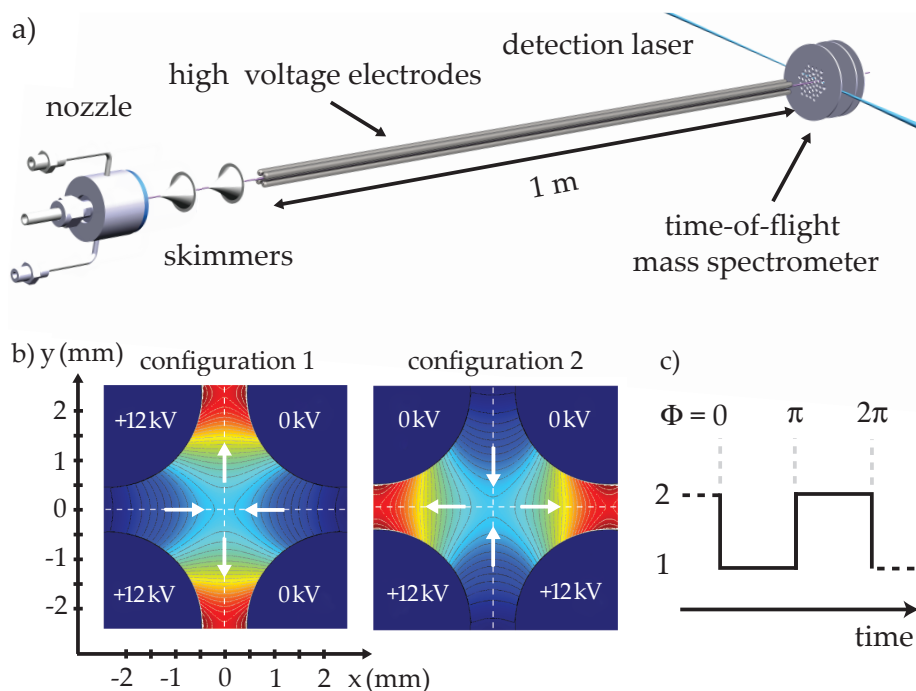 a)
detection laser
high voltage electrodes
nozzle
1 m
skimmers
time-of-flight
mass spectrometer
b) y (mm) configuration 1 configuration 2 c)
+12 kV 0 kV 0 kV 0 kV
Φ = 0 π 2π
2
1
0
-1
-2
2
1
+12 kV 0 kV +12 kV +12 kV
time
-2 -1 0 1 2 x (mm)